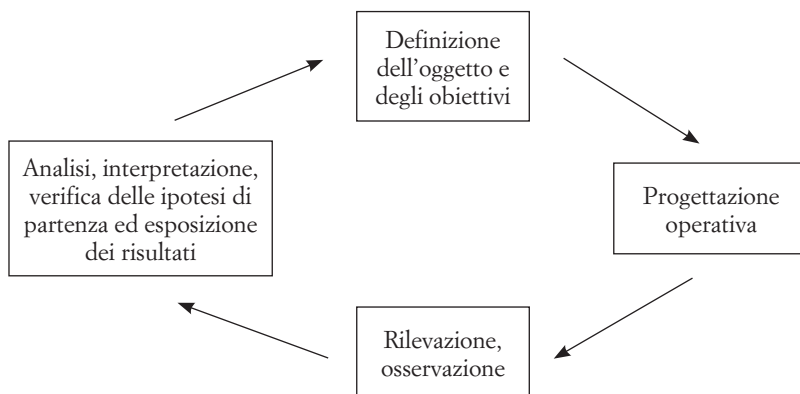 Definizione
dell'oggetto e
degli obiettivi
Analisi, interpretazione,
verifica delle ipotesi di
partenza ed esposizione
dei risultati
Progettazione
operativa
Rilevazione,
osservazione